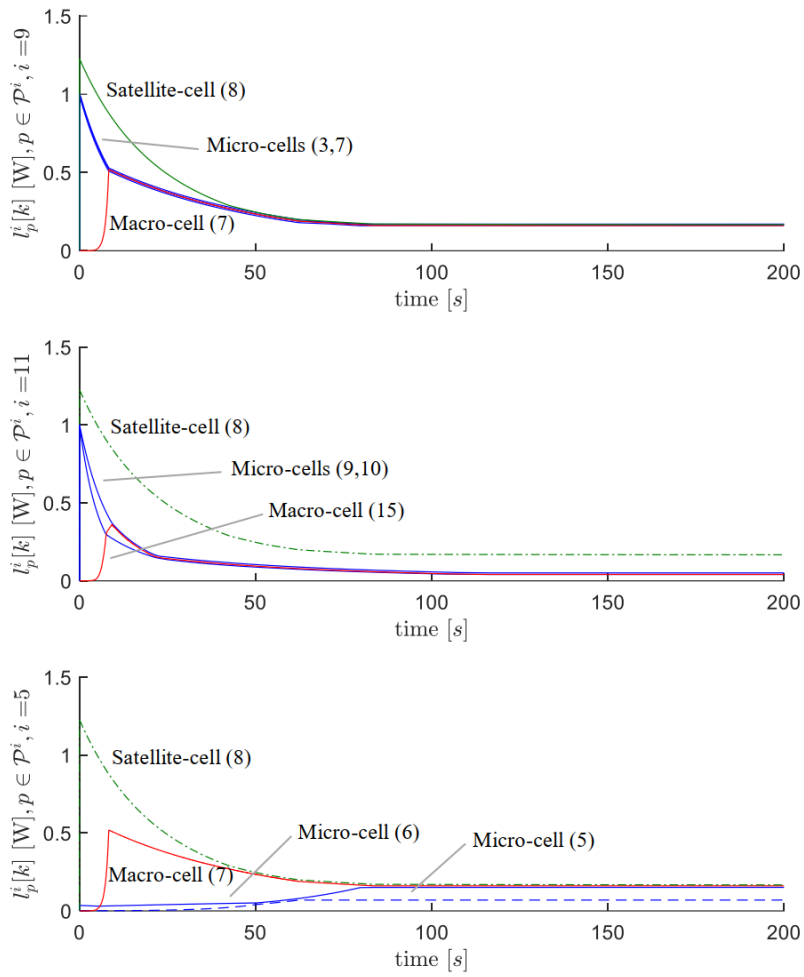 1.5
Satellite-cell (8)
1
Micro-cells (3,7)
0.5
Macro-cell (7)
0
0 50 100 150 200
time [s]
l_p^i[k] [W], p ∈ 𝒫^i, i =9
1.5
Satellite-cell (8)
1
Micro-cells (9,10)
Macro-cell (15)
0.5
0
0 50 100 150 200
time [s]
l_p^i[k] [W], p ∈ 𝒫^i, i =11
1.5
Satellite-cell (8)
1
Micro-cell (6)
Micro-cell (5)
0.5
Macro-cell (7)
0
0 50 100 150 200
time [s]
l_p^i[k] [W], p ∈ 𝒫^i, i =5